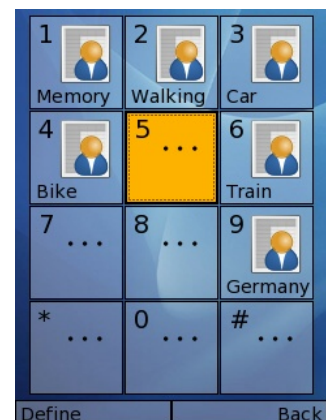 1 2 3
Memory Walking Car
4 5 ... 6
Bike Train
7 ... 8 ... 9
Germany
* ... 0 ... # ...
Define Back